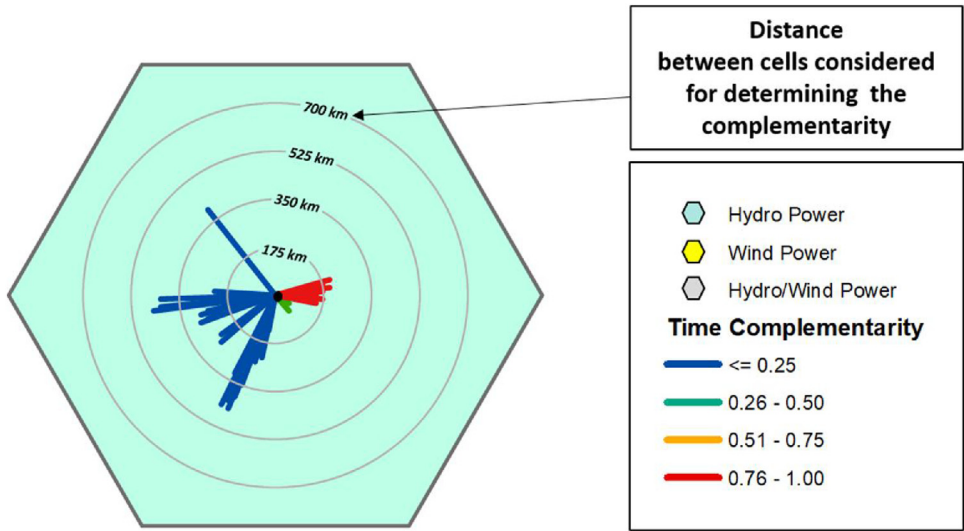 Distance
between cells considered
for determining the
complementarity
700 km
525 km
350 km
175 km
Hydro Power
Wind Power
Hydro/Wind Power
Time Complementarity
<= 0.25
0.26 - 0.50
0.51 - 0.75
0.76 - 1.00